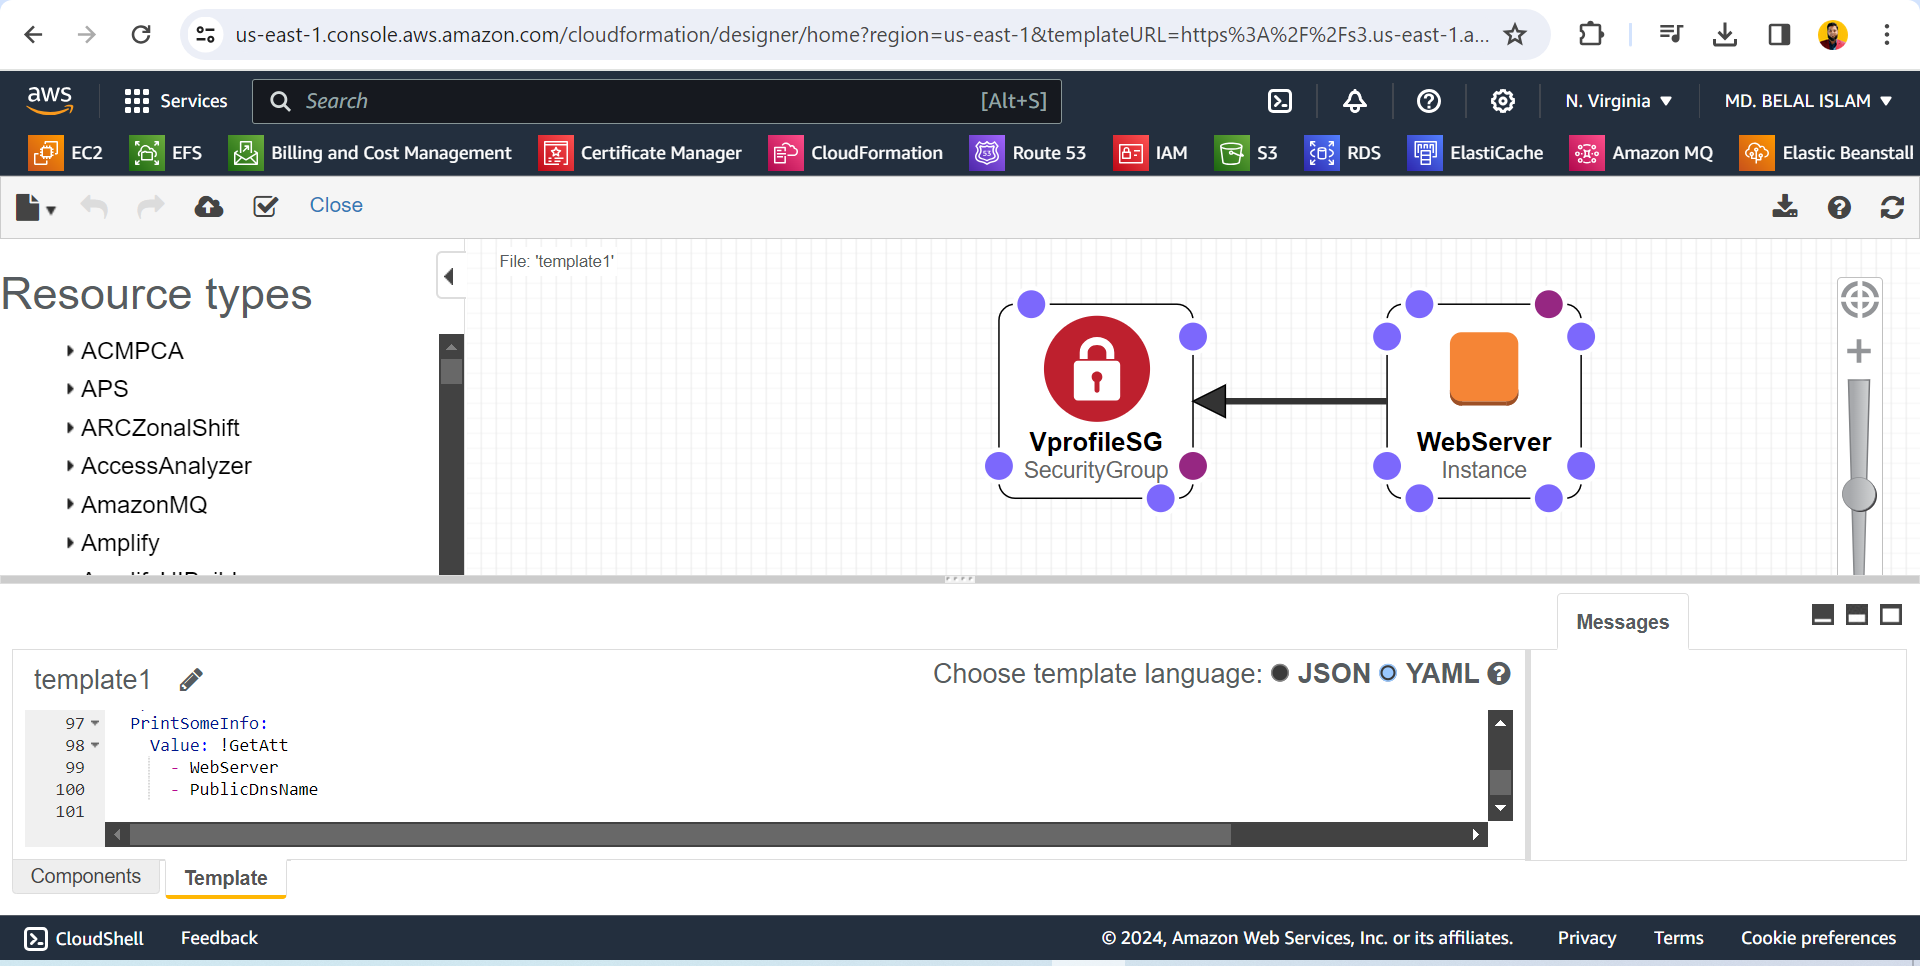 us-east-1.console.aws.amazon.com/cloudformation/designer/home?region=us-east-1&templateURL=https%3A%2F%2Fs3.us-east-1.a...
aws
Services
Search
[Alt+S]
N. Virginia
MD. BELAL ISLAM
EC2
EFS
Billing and Cost Management
Certificate Manager
CloudFormation
Route 53
IAM
S3
RDS
ElastiCache
Amazon MQ
Elastic Beanstalk
Close
Resource types
ACMPCA
APS
ARCZonalShift
AccessAnalyzer
AmazonMQ
Amplify
File: 'template1'
VprofileSG
SecurityGroup
WebServer
Instance
Messages
template1
Choose template language: JSON YAML
97 PrintSomeInfo:
98 Value: !GetAtt
99 - WebServer
100 - PublicDnsName
101
Components
Template
CloudShell
Feedback
© 2024, Amazon Web Services, Inc. or its affiliates.
Privacy
Terms
Cookie preferences